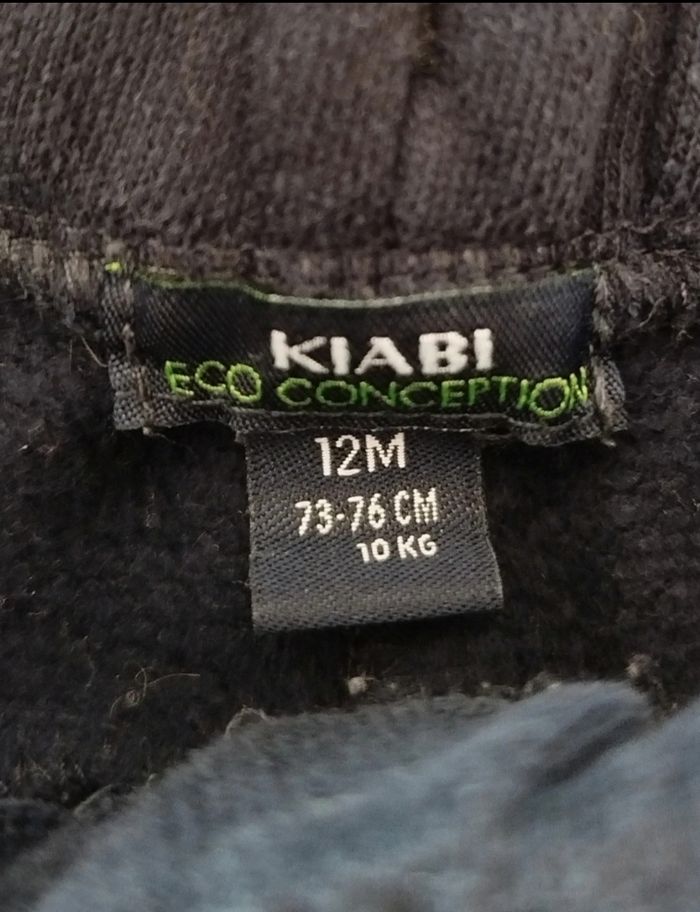 KIABI
ECO CONCEPTION
12M
73-76 CM
10 KG